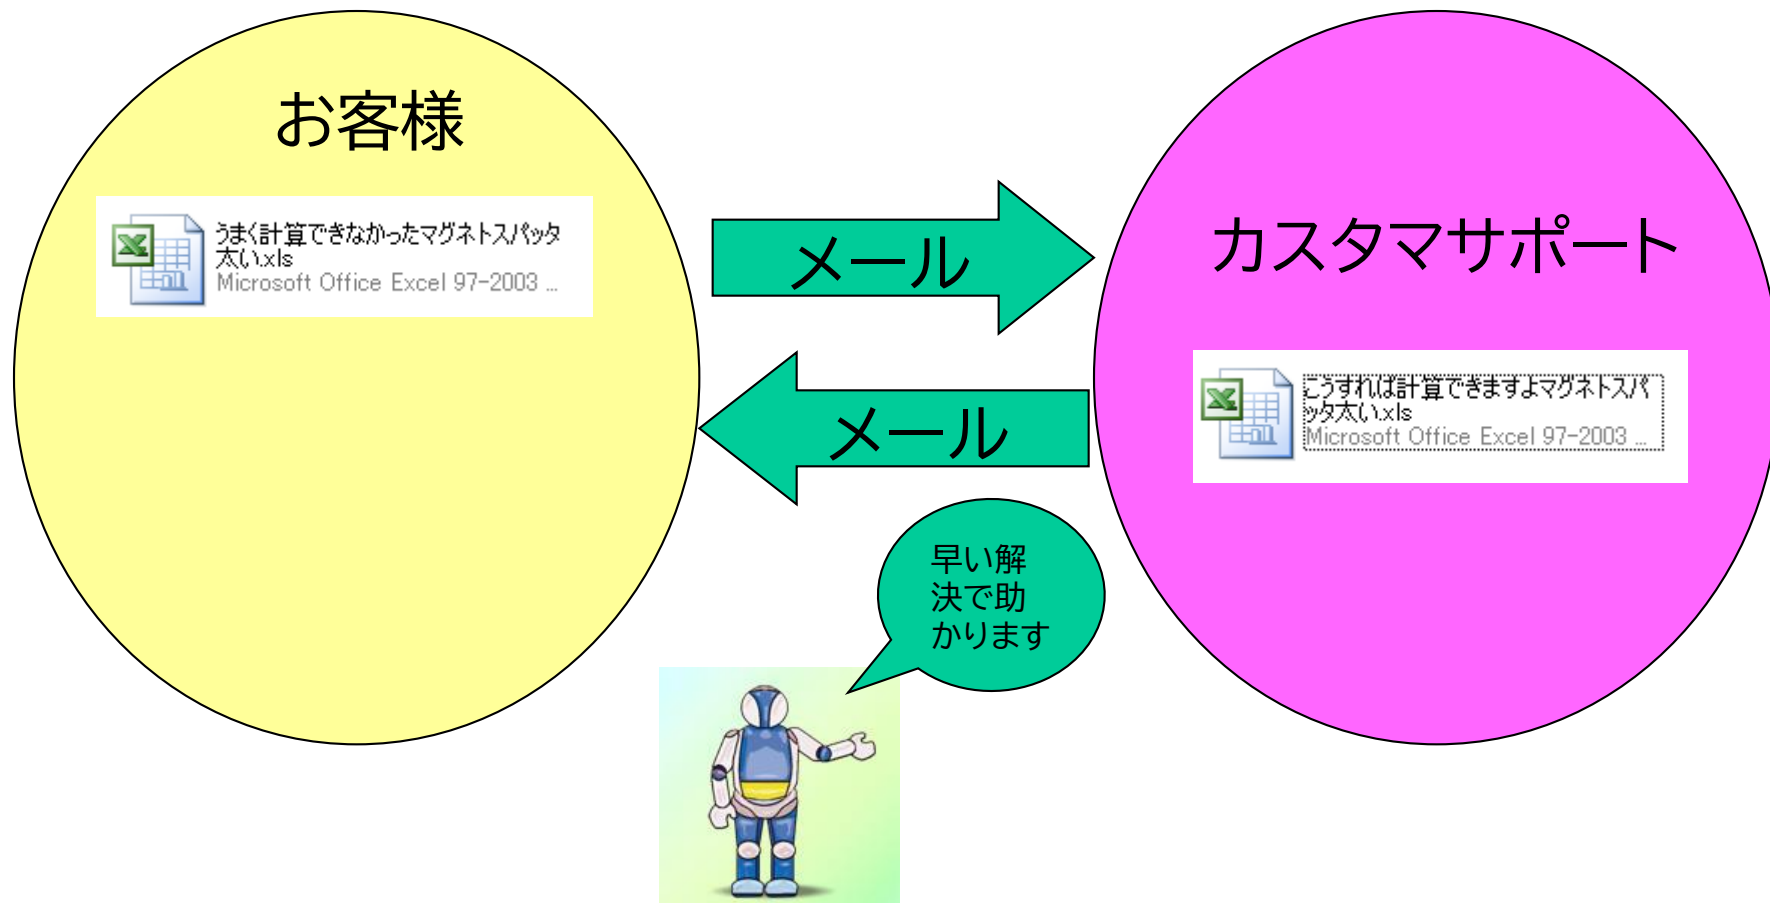 お客様
うまく計算できなかったマグネトスパッタ
太い.xls
Microsoft Office Excel 97-2003 ...
メール
カスタマサポート
こうすれば計算できますよマグネトスパ
ッタ太い.xls
Microsoft Office Excel 97-2003 ...
メール
早い解
決で助
かります